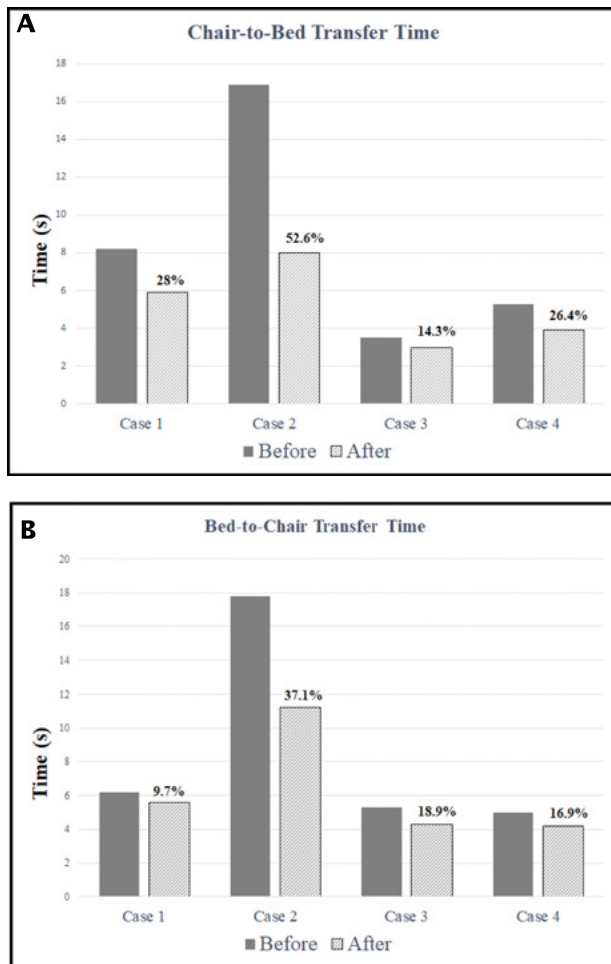 A
Chair-to-Bed Transfer Time
18
16
14
12
10
8
6
4
2
0
Time (s)
28%
52.6%
14.3%
26.4%
Case 1 Case 2 Case 3 Case 4
Before After
B
Bed-to-Chair Transfer Time
20
18
16
14
12
10
8
6
4
2
0
Time (s)
9.7%
37.1%
18.9%
16.9%
Case 1 Case 2 Case 3 Case 4
Before After